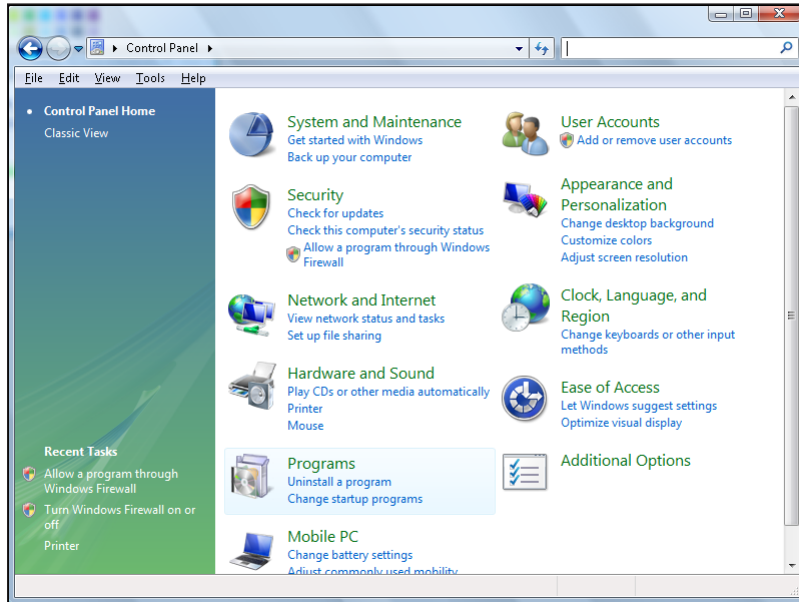 Control Panel
File Edit View Tools Help
Control Panel Home
Classic View
Recent Tasks
Allow a program through
Windows Firewall
Turn Windows Firewall on or
off
Printer
System and Maintenance
Get started with Windows
Back up your computer
Security
Check for updates
Check this computer's security status
Allow a program through Windows
Firewall
Network and Internet
View network status and tasks
Set up file sharing
Hardware and Sound
Play CDs or other media automatically
Printer
Mouse
Programs
Uninstall a program
Change startup programs
Mobile PC
Change battery settings
Adjust commonly used mobility
User Accounts
Add or remove user accounts
Appearance and
Personalization
Change desktop background
Customize colors
Adjust screen resolution
Clock, Language, and
Region
Change keyboards or other input
methods
Ease of Access
Let Windows suggest settings
Optimize visual display
Additional Options